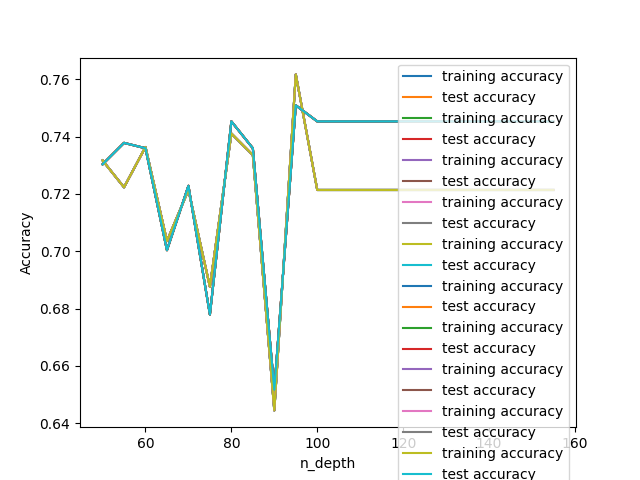 0.76
0.74
0.72
0.70
0.68
0.66
0.64
Accuracy
60
80
100
120
140
160
n_depth
training accuracy
test accuracy
training accuracy
test accuracy
training accuracy
test accuracy
training accuracy
test accuracy
training accuracy
test accuracy
training accuracy
test accuracy
training accuracy
test accuracy
training accuracy
test accuracy
training accuracy
test accuracy
training accuracy
test accuracy